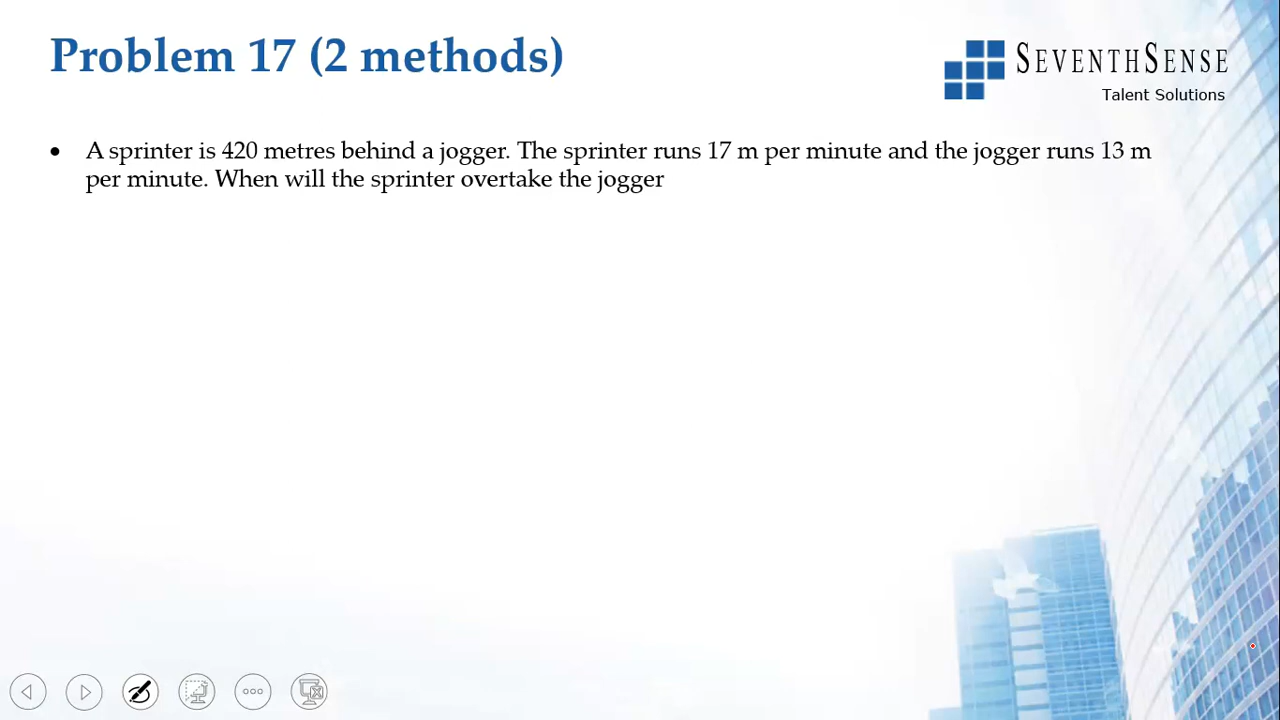 Problem 17 (2 methods)
SEVENTHSENSE
Talent Solutions
• A sprinter is 420 metres behind a jogger. The sprinter runs 17 m per minute and the jogger runs 13 m
per minute. When will the sprinter overtake the jogger